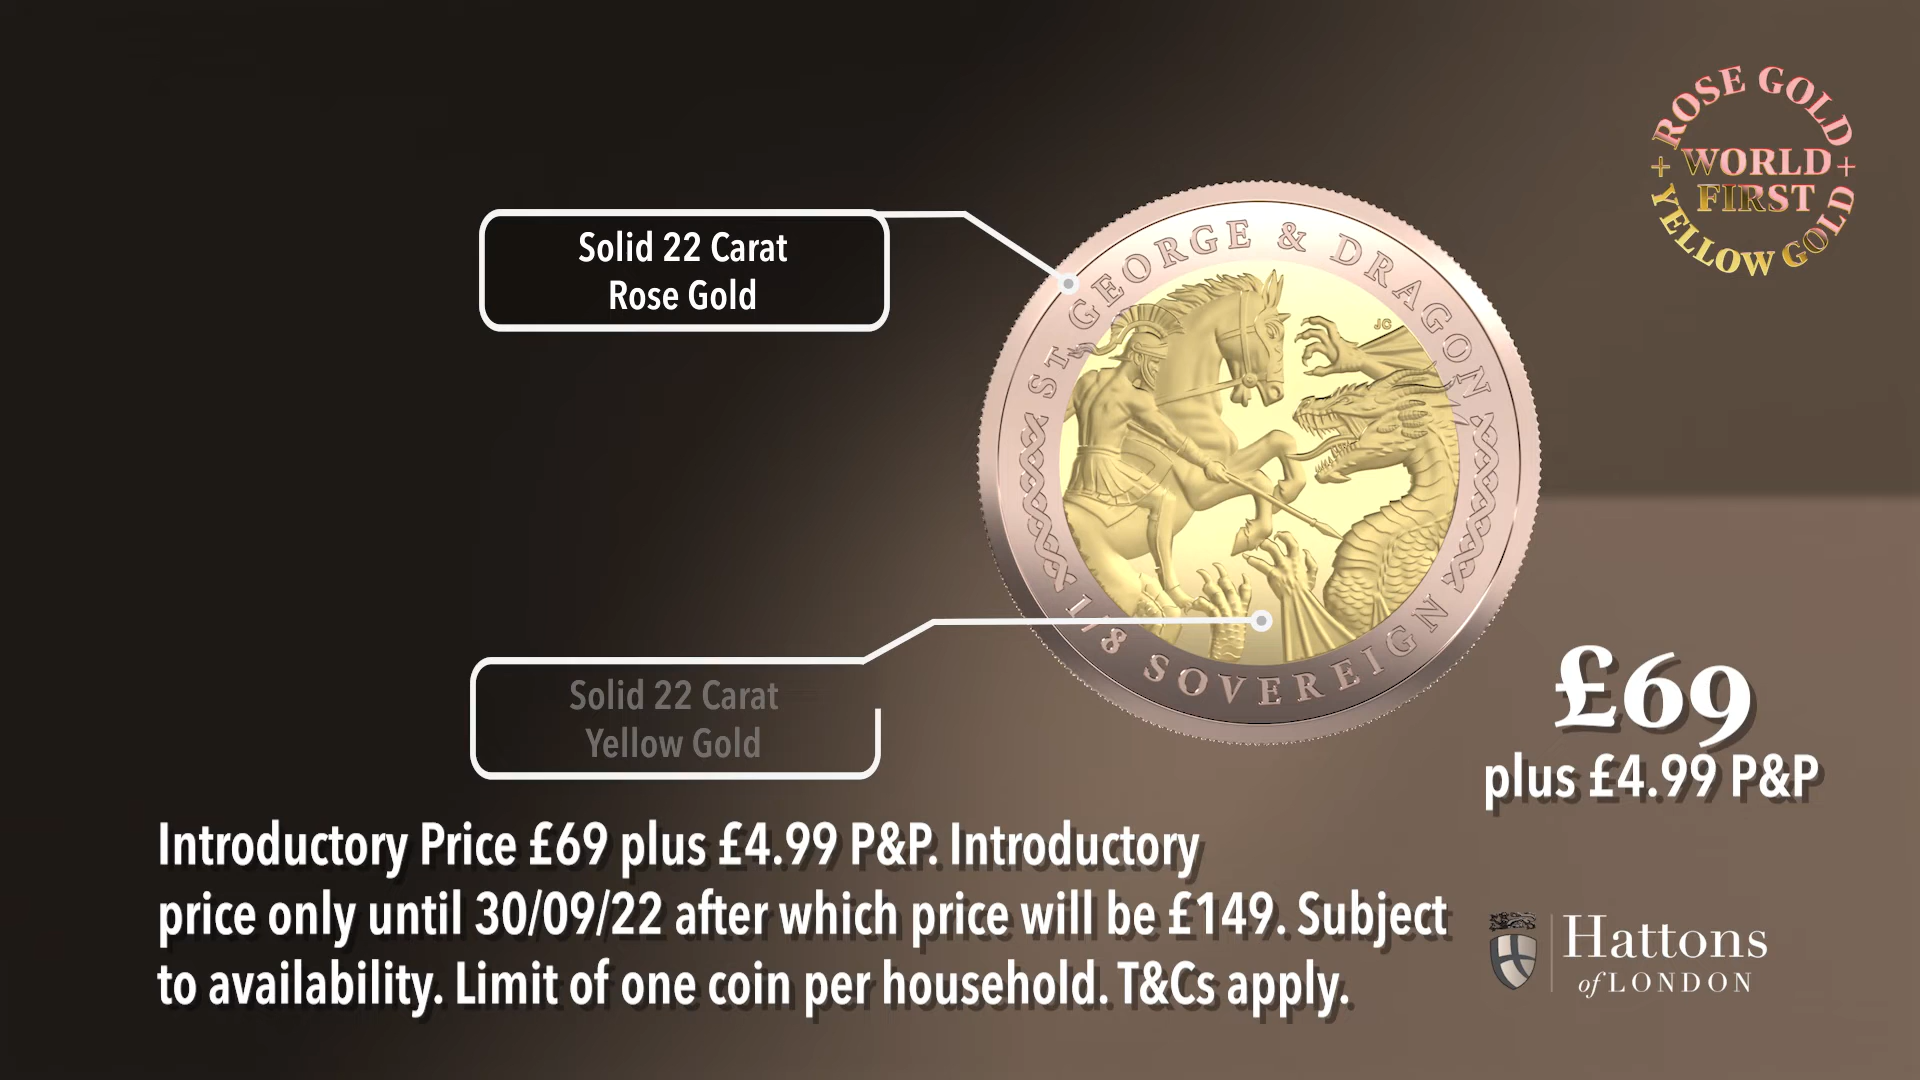 ROSE GOLD
+ WORLD +
FIRST
YELLOW GOLD
Solid 22 Carat
Rose Gold
ST GEORGE & DRAGON
JC
1/8 SOVEREIGN
Solid 22 Carat
Yellow Gold
£69
plus £4.99 P&P
Introductory Price £69 plus £4.99 P&P. Introductory
price only until 30/09/22 after which price will be £149. Subject
to availability. Limit of one coin per household. T&Cs apply.
Hattons
of LONDON